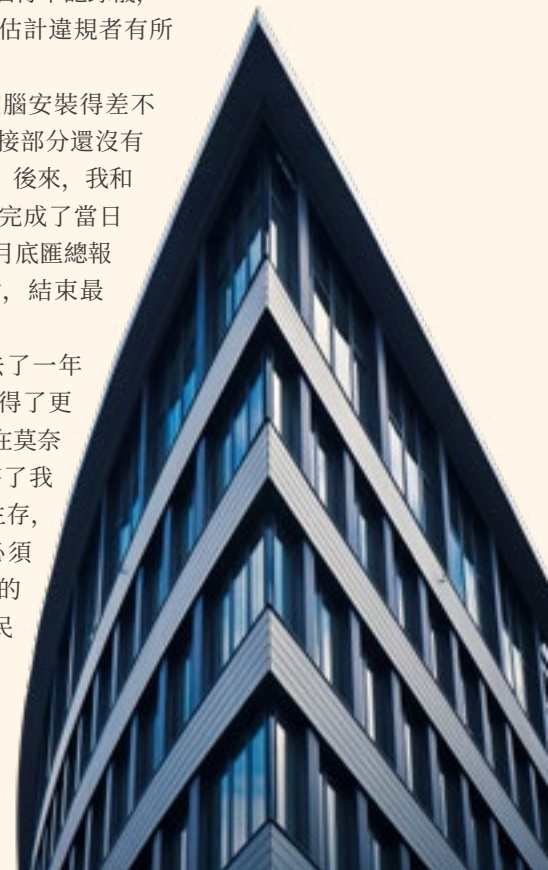 估計違規者有所
腦安裝得差不
接部分還沒有
後來，我和
完成了當日
月底匯總報
，結束最
了一年
得了更
在莫奈
了我
生存，
必須
的
民